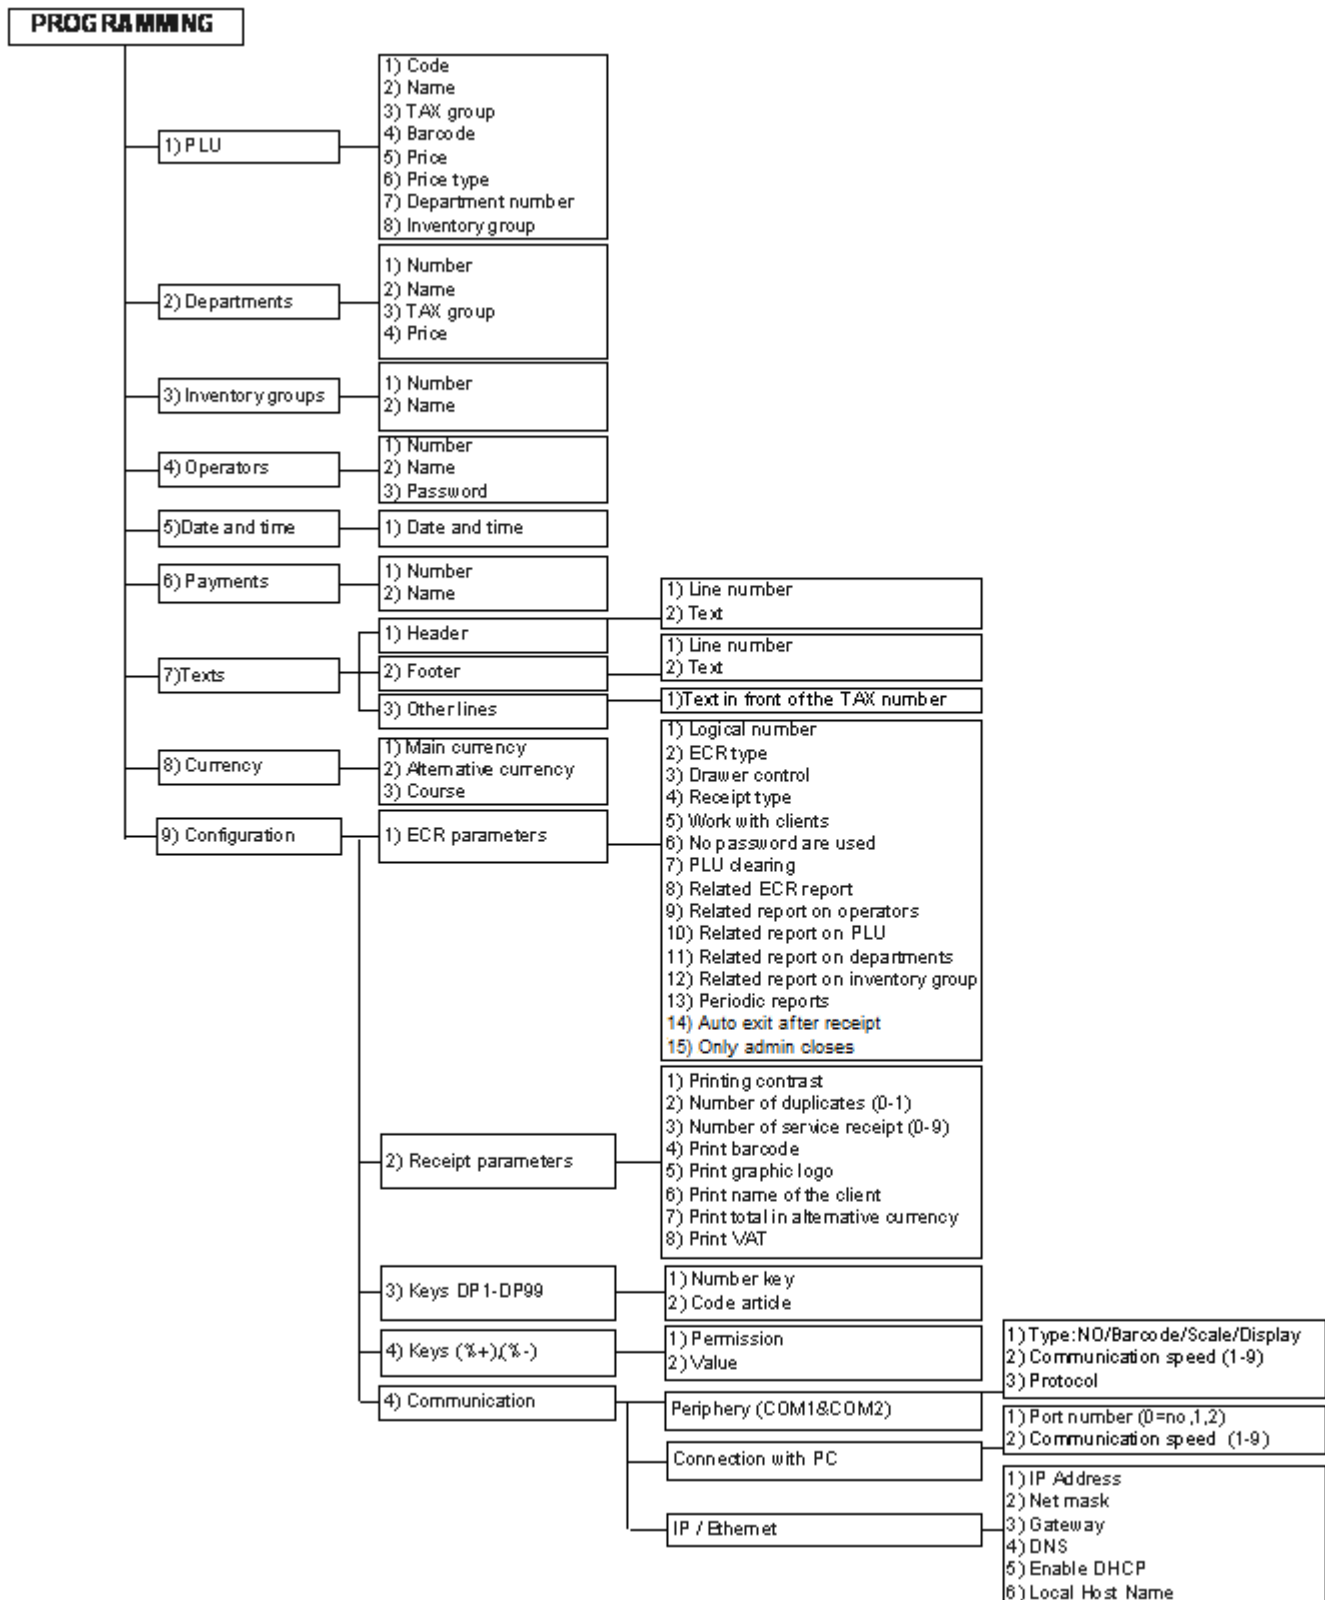 PROGRAMMING
1) PLU
1) Code
2) Name
3) TAX group
4) Barcode
5) Price
6) Price type
7) Department number
8) Inventory group
2) Departments
1) Number
2) Name
3) TAX group
4) Price
3) Inventory groups
1) Number
2) Name
4) Operators
1) Number
2) Name
3) Password
5)Date and time
1) Date and time
6) Payments
1) Number
2) Name
7)Texts
1) Header
1) Line number
2) Text
2) Footer
1) Line number
2) Text
3) Other lines
1)Text in front of the TAX number
8) Currency
1) Main currency
2) Alternative currency
3) Course
9) Configuration
1) ECR parameters
1) Logical number
2) ECR type
3) Drawer control
4) Receipt type
5) Work with clients
6) No password are used
7) PLU clearing
8) Related ECR report
9) Related report on operators
10) Related report on PLU
11) Related report on departments
12) Related report on inventory group
13) Periodic reports
14) Auto exit after receipt
15) Only admin closes
2) Receipt parameters
1) Printing contrast
2) Number of duplicates (0-1)
3) Number of service receipt (0-9)
4) Print barcode
5) Print graphic logo
6) Print name of the client
7) Print total in alternative currency
8) Print VAT
3) Keys DP1-DP99
1) Number key
2) Code article
4) Keys (%+),(%-)
1) Permission
2) Value
4) Communication
Periphery (COM1&COM2)
1) Type:NO/Barcode/Scale/Display
2) Communication speed (1-9)
3) Protocol
Connection with PC
1) Port number (0=no,1,2)
2) Communication speed (1-9)
IP / Ethernet
1) IP Address
2) Net mask
3) Gateway
4) DNS
5) Enable DHCP
6) Local Host Name